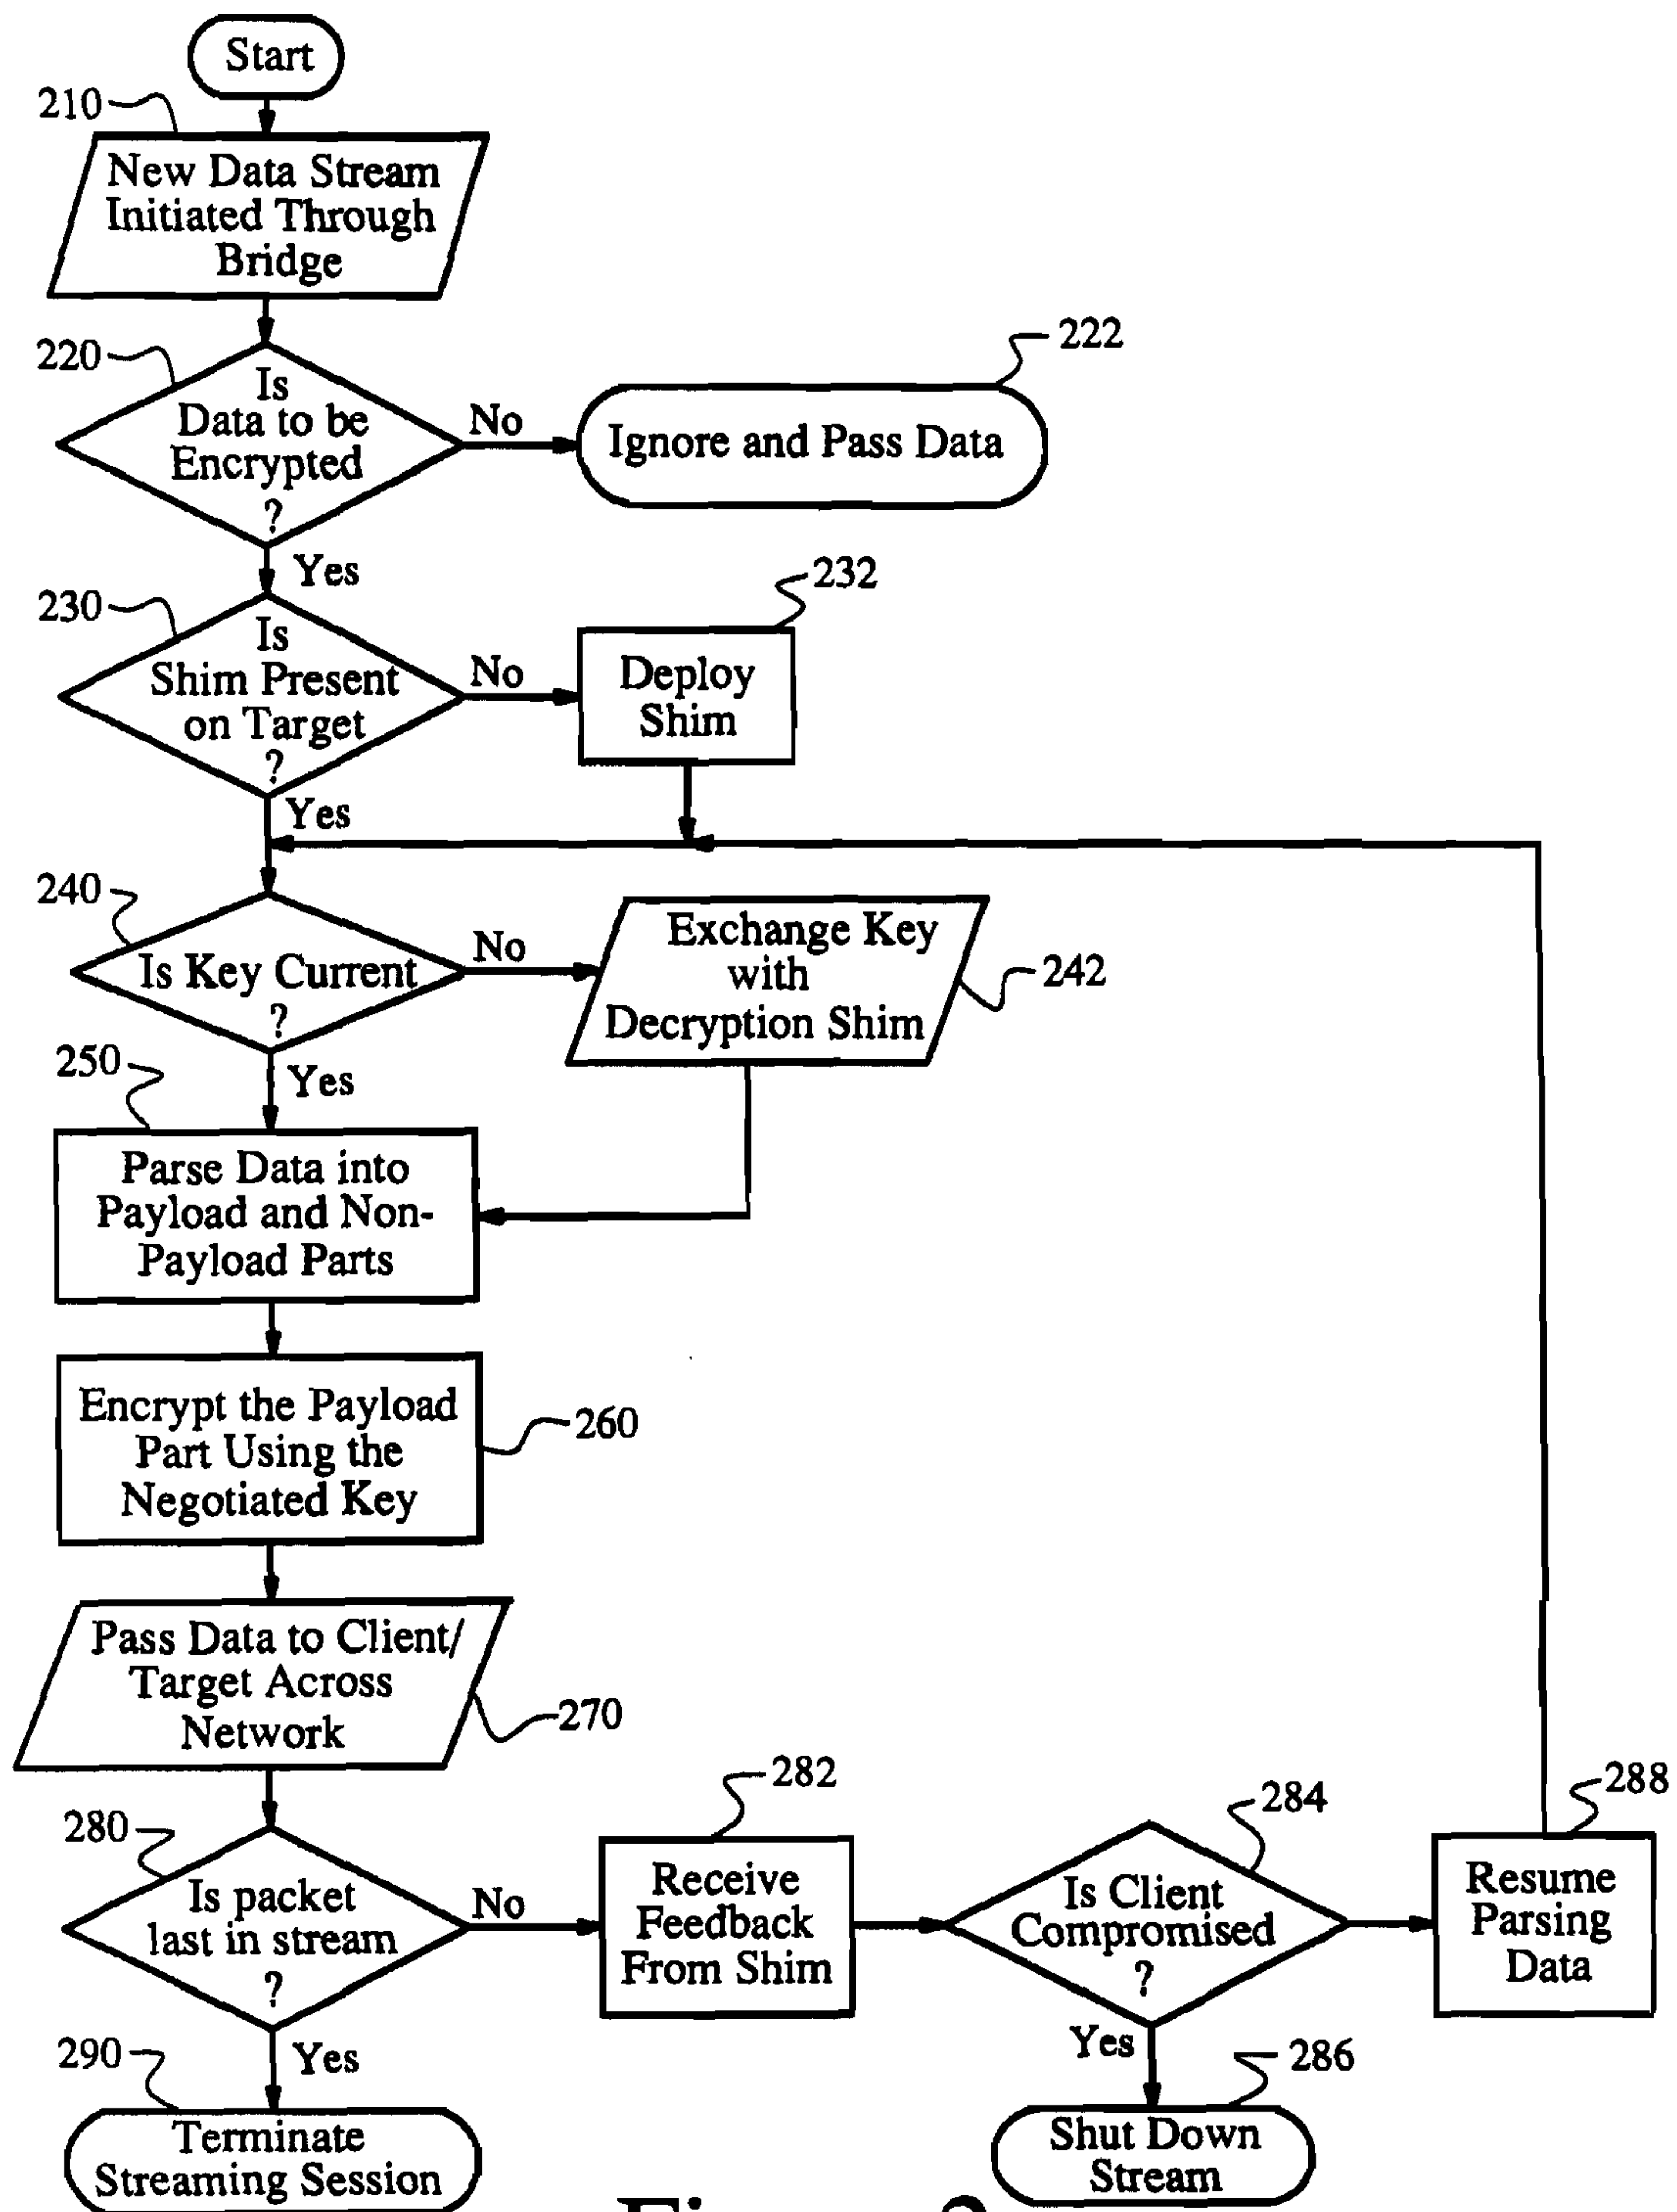 Start
210
New Data Stream
Initiated Through
Bridge
220
Is
Data to be
Encrypted
?
No
222
Ignore and Pass Data
Yes
230
Is
Shim Present
on Target
?
No
232
Deploy
Shim
Yes
240
Is Key Current
?
No
Exchange Key
with
Decryption Shim
242
Yes
250
Parse Data into
Payload and Non-
Payload Parts
Encrypt the Payload
Part Using the
Negotiated Key
260
Pass Data to Client/
Target Across
Network
270
280
Is packet
last in stream
?
No
282
Receive
Feedback
From Shim
284
Is Client
Compromised
?
288
Resume
Parsing
Data
Yes
290
Terminate
Streaming Session
Yes
286
Shut Down
Stream